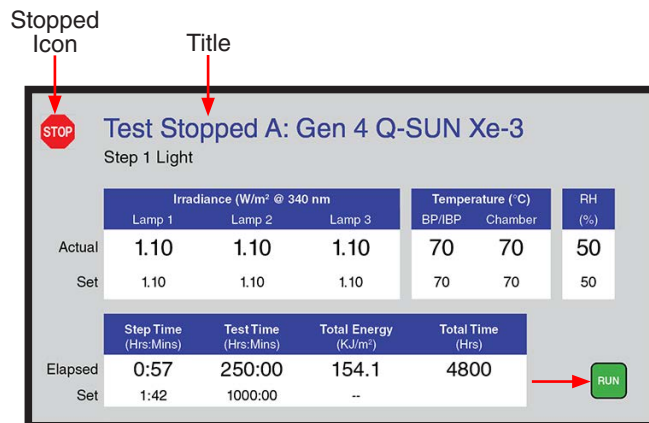 Stopped
Icon
Title
STOP
Test Stopped A: Gen 4 Q-SUN Xe-3
Step 1 Light
Irradiance (W/m² @ 340 nm
Temperature (°C)
RH
Lamp 1 Lamp 2 Lamp 3
BP/IBP Chamber
(%)
Actual 1.10 1.10 1.10 70 70 50
Set 1.10 1.10 1.10 70 70 50
Step Time Test Time Total Energy Total Time
(Hrs:Mins) (Hrs:Mins) (KJ/m²) (Hrs)
Elapsed 0:57 250:00 154.1 4800
RUN
Set 1:42 1000:00 --